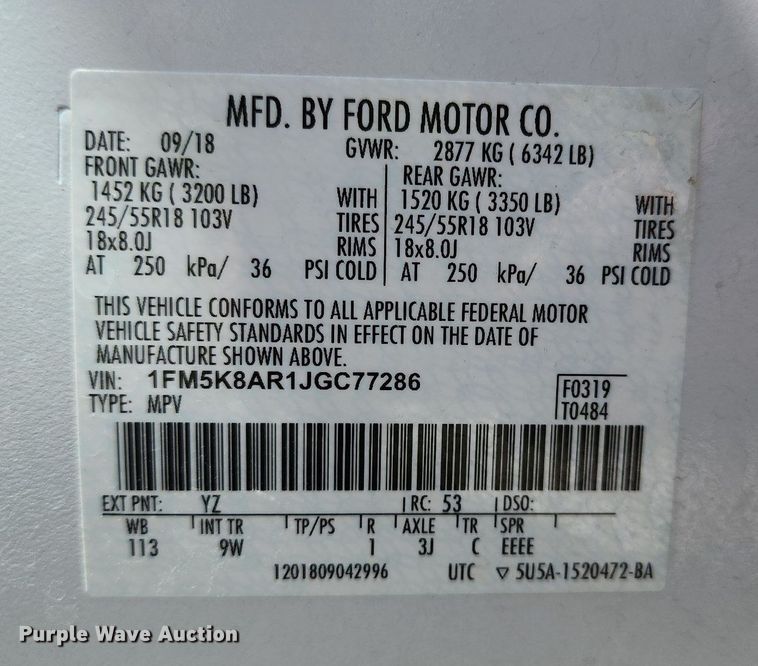 MFD. BY FORD MOTOR CO.
DATE: 09/18 GVWR: 2877 KG ( 6342 LB)
FRONT GAWR: REAR GAWR:
1452 KG ( 3200 LB) WITH 1520 KG ( 3350 LB) WITH
245/55R18 103V TIRES 245/55R18 103V TIRES
18x8.0J RIMS 18x8.0J RIMS
AT 250 kPa/ 36 PSI COLD AT 250 kPa/ 36 PSI COLD
THIS VEHICLE CONFORMS TO ALL APPLICABLE FEDERAL MOTOR
VEHICLE SAFETY STANDARDS IN EFFECT ON THE DATE OF
MANUFACTURE SHOWN ABOVE.
VIN: 1FM5K8AR1JGC77286 F0319
TYPE: MPV T0484
EXT PNT: YZ RC: 53 DSO:
WB INT TR TP/PS R AXLE TR SPR
113 9W 1 3J C EEEE
1201809042996 UTC ▽ 5U5A-1520472-BA
Purple Wave Auction